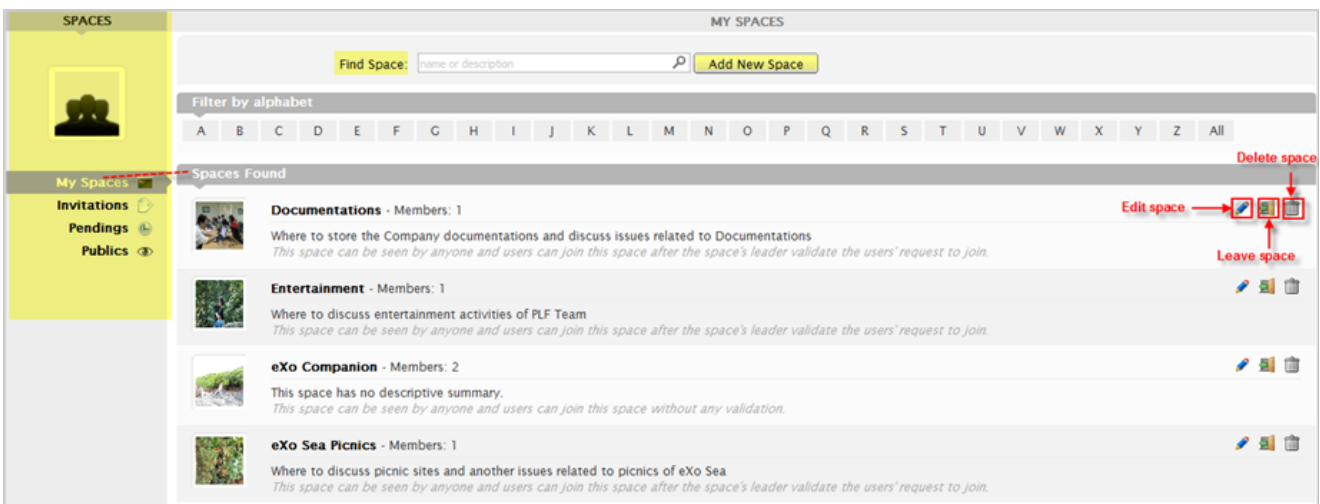 SPACES
MY SPACES
Find Space: name or description Add New Space
Filter by alphabet
A B C D E F G H I J K L M N O P Q R S T U V W X Y Z All
Delete space
My Spaces
Spaces Found
Invitations
Pendings
Publics
Documentations - Members: 1
Edit space
Where to store the Company documentations and discuss issues related to Documentations
This space can be seen by anyone and users can join this space after the space's leader validate the users' request to join.
Leave space
Entertainment - Members: 1
Where to discuss entertainment activities of PLF Team
This space can be seen by anyone and users can join this space after the space's leader validate the users' request to join.
eXo Companion - Members: 2
This space has no descriptive summary.
This space can be seen by anyone and users can join this space without any validation.
eXo Sea Picnics - Members: 1
Where to discuss picnic sites and another issues related to picnics of eXo Sea
This space can be seen by anyone and users can join this space after the space's leader validate the users' request to join.